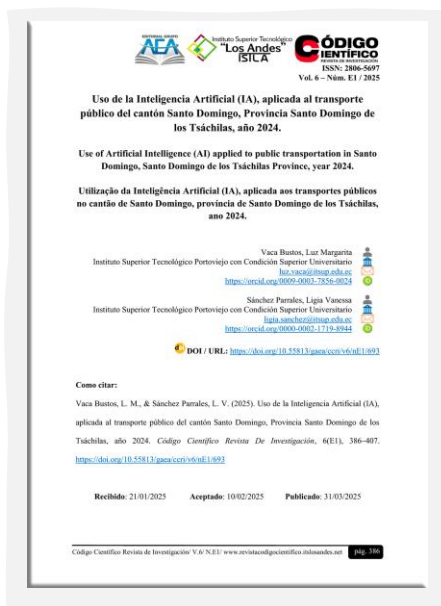 EDITORIAL GRUPO
AEA
Instituto Superior Tecnológico
"Los Andes"
ISTLA
CÓDIGO
CIENTÍFICO
REVISTA DE INVESTIGACIÓN
ISSN: 2806-5697
Vol. 6 – Núm. E1 / 2025
Uso de la Inteligencia Artificial (IA), aplicada al transporte
público del cantón Santo Domingo, Provincia Santo Domingo de
los Tsáchilas, año 2024.
Use of Artificial Intelligence (AI) applied to public transportation in Santo
Domingo, Santo Domingo de los Tsáchilas Province, year 2024.
Utilização da Inteligência Artificial (IA), aplicada aos transportes públicos
no cantão de Santo Domingo, província de Santo Domingo de los Tsáchilas,
ano 2024.
Vaca Bustos, Luz Margarita
Instituto Superior Tecnológico Portoviejo con Condición Superior Universitario
luz.vaca@itsup.edu.ec
https://orcid.org/0009-0003-7856-0024
Sánchez Parrales, Ligia Vanessa
Instituto Superior Tecnológico Portoviejo con Condición Superior Universitario
ligia.sanchez@itsup.edu.ec
https://orcid.org/0000-0002-1719-8944
DOI / URL: https://doi.org/10.55813/gaea/ccri/v6/nE1/693
Como citar:
Vaca Bustos, L. M., & Sánchez Parrales, L. V. (2025). Uso de la Inteligencia Artificial (IA),
aplicada al transporte público del cantón Santo Domingo, Provincia Santo Domingo de los
Tsáchilas, año 2024. Código Científico Revista De Investigación, 6(E1), 386–407.
https://doi.org/10.55813/gaea/ccri/v6/nE1/693
Recibido: 21/01/2025 Aceptado: 10/02/2025 Publicado: 31/03/2025
Código Científico Revista de Investigación/ V.6/ N.E1/ www.revistacodigocientifico.itslosandes.net pág. 386